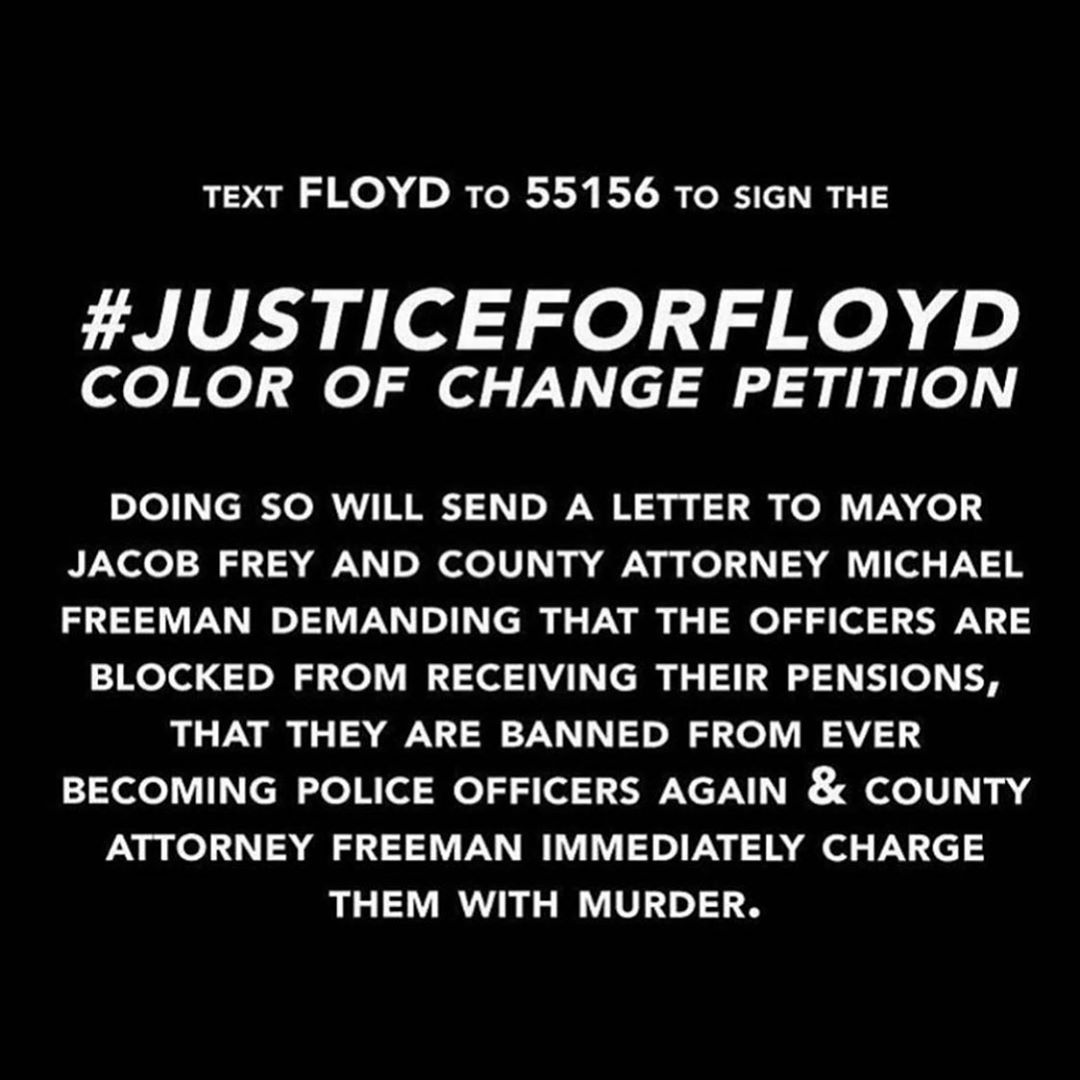 TEXT FLOYD TO 55156 TO SIGN THE
#JUSTICEFORFLOYD
COLOR OF CHANGE PETITION
DOING SO WILL SEND A LETTER TO MAYOR
JACOB FREY AND COUNTY ATTORNEY MICHAEL
FREEMAN DEMANDING THAT THE OFFICERS ARE
BLOCKED FROM RECEIVING THEIR PENSIONS,
THAT THEY ARE BANNED FROM EVER
BECOMING POLICE OFFICERS AGAIN & COUNTY
ATTORNEY FREEMAN IMMEDIATELY CHARGE
THEM WITH MURDER.